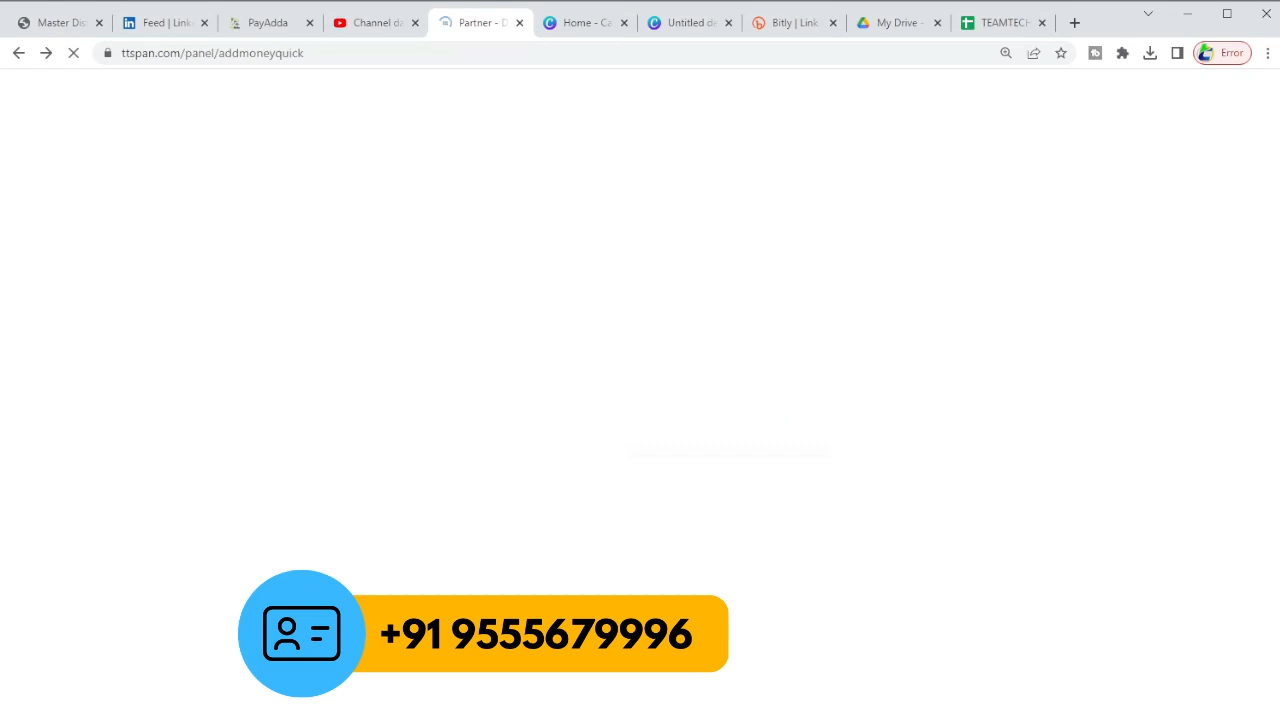 Master Dis
Feed | Link
PayAdda
Channel da
Partner - D
Home - Ca
Untitled de
Bitly | Link
My Drive -
TEAMTECH
ttspan.com/panel/addmoneyquick
Error
+91 9555679996